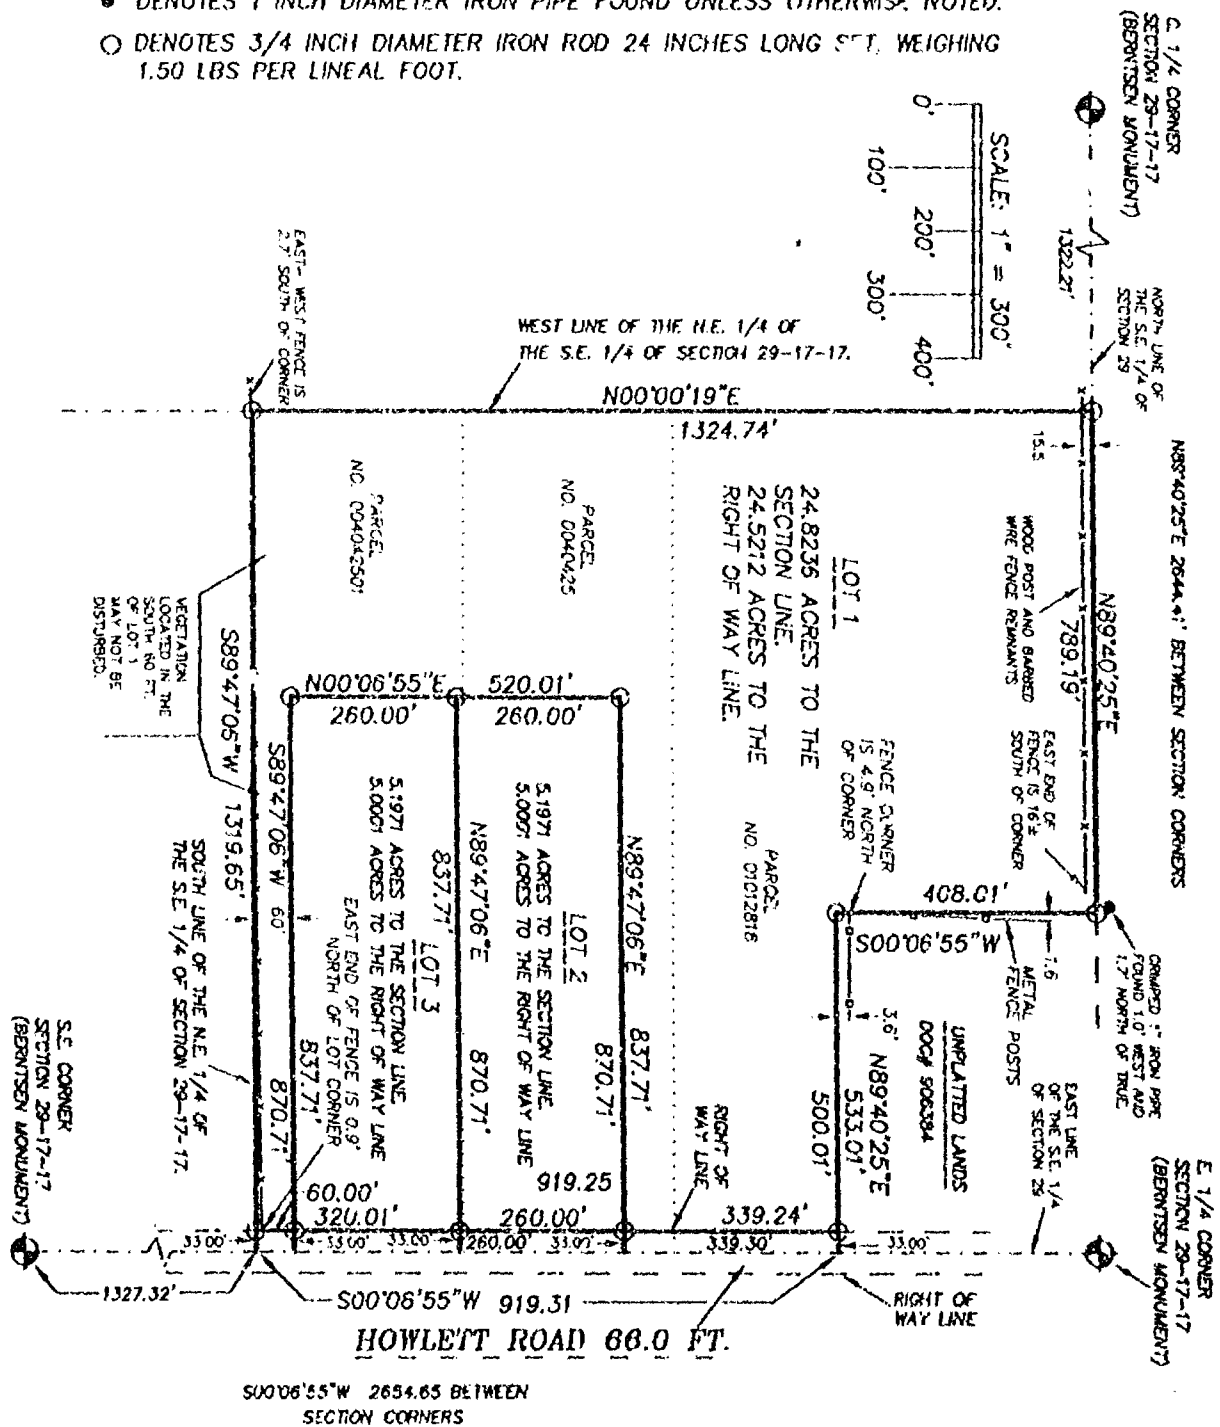 DENOTES 1 INCH DIAMETER IRON PIPE FOUND UNLESS OTHERWISE NOTED.
DENOTES 3/4 INCH DIAMETER IRON ROD 24 INCHES LONG SET, WEIGHING
1.50 LBS PER LINEAL FOOT.
C. 1/4 CORNER
SECTION 29-17-17
(BERNTSEN MONUMENT)
1322.21'
NORTH LINE OF
THE S.E. 1/4 OF
SECTION 29
N89°40'25"E 2644.41' BETWEEN SECTION CORNERS
SCALE: 1" = 300'
0'
100'
200'
300'
400'
EAST-WEST FENCE IS
2.7' SOUTH OF CORNER
WEST LINE OF THE N.E. 1/4 OF
THE S.E. 1/4 OF SECTION 29-17-17.
N00°00'19"E
1324.74'
15.5
WOOD POST AND BARBED
WIRE FENCE REMNANTS
N89°40'25"E
789.19'
EAST END OF
FENCE IS 16'±
SOUTH OF CORNER
PARCEL
NO. 004042501
PARCEL
NO. 0040425
LOT 1
24.8236 ACRES TO THE
SECTION LINE.
24.5212 ACRES TO THE
RIGHT OF WAY LINE.
PARCEL
NO. 01012818
FENCE CORNER
IS 4.9' NORTH
OF CORNER
408.01'
S00°06'55"W
1.6
METAL
FENCE POSTS
CRIMPED 1" IRON PIPE
FOUND 1.0' WEST AND
1.7' NORTH OF TRUE
VEGETATION
LOCATED IN THE
SOUTH 60 FT.
OF LOT 1
MAY NOT BE
DISTURBED.
N00°06'55"E
520.01'
260.00'
260.00'
S89°47'06"W 1319.65'
S89°47'06"W
60'
LOT 2
5.1971 ACRES TO THE SECTION LINE.
5.0001 ACRES TO THE RIGHT OF WAY LINE
N89°47'06"E
837.71'
870.71'
LOT 3
5.1971 ACRES TO THE SECTION LINE.
5.0001 ACRES TO THE RIGHT OF WAY LINE
N89°47'06"E
870.71'
837.71'
EAST END OF FENCE IS 0.9'
NORTH OF LOT CORNER
837.71'
870.71'
SOUTH LINE OF THE N.E. 1/4 OF
THE S.E. 1/4 OF SECTION 29-17-17.
UNPLATTED LANDS
DOC# 906384
3.6'
N89°40'25"E
533.01'
500.01'
EAST LINE
OF THE S.E. 1/4
OF SECTION 29
E. 1/4 CORNER
SECTION 29-17-17
(BERNTSEN MONUMENT)
RIGHT OF
WAY LINE
60.00'
320.01'
919.25
260.00'
339.24'
33.00'
33.00'
33.00'
260.00'
33.00'
339.30'
33.00'
S.E. CORNER
SECTION 29-17-17
(BERNTSEN MONUMENT)
1327.32'
S00°06'55"W 919.31
RIGHT OF
WAY LINE
HOWLETT ROAD 66.0 FT.
S00°06'55"W 2654.65 BETWEEN
SECTION CORNERS